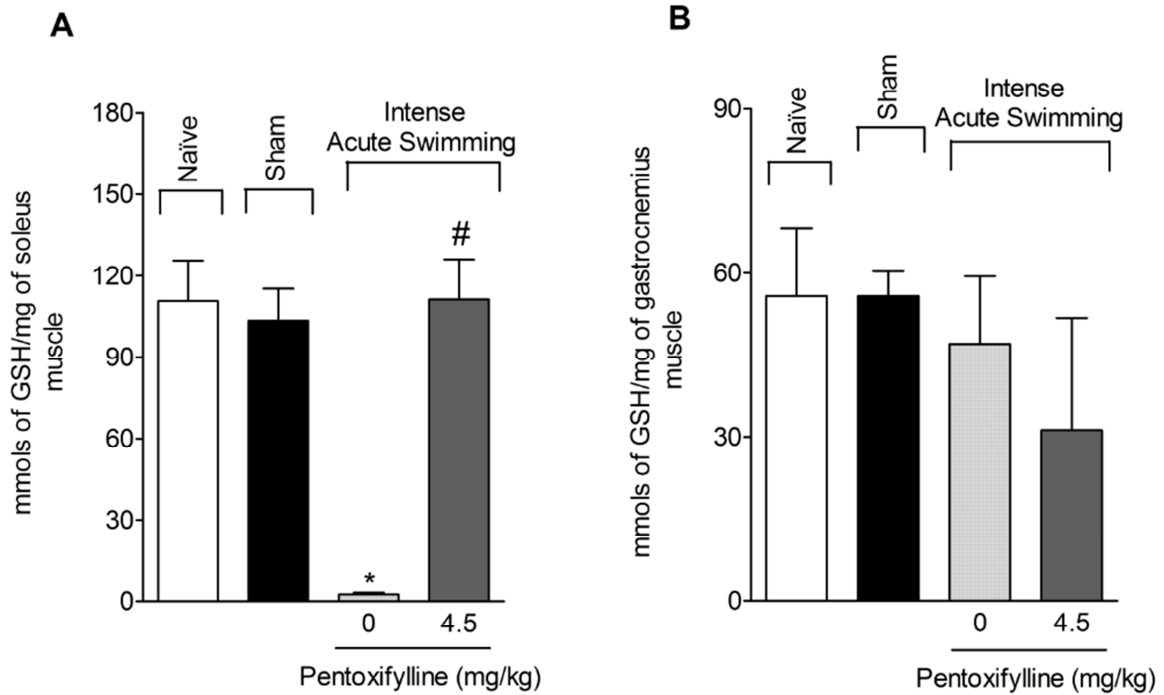 A
mmols of GSH/mg of soleus
muscle
180
150
120
90
60
30
0
Naïve
Sham
Intense
Acute Swimming
*
#
0 4.5
Pentoxifylline (mg/kg)
B
mmols of GSH/mg of gastrocnemius
muscle
90
60
30
0
Naïve
Sham
Intense
Acute Swimming
0 4.5
Pentoxifylline (mg/kg)